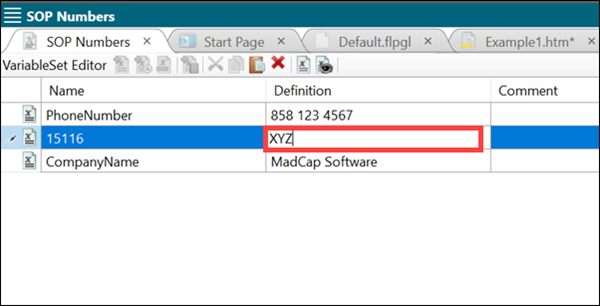 SOP Numbers
SOP Numbers Start Page Default.flpgl Example1.htm*
VariableSet Editor
Name Definition Comment
PhoneNumber 858 123 4567
15116 XYZ
CompanyName MadCap Software